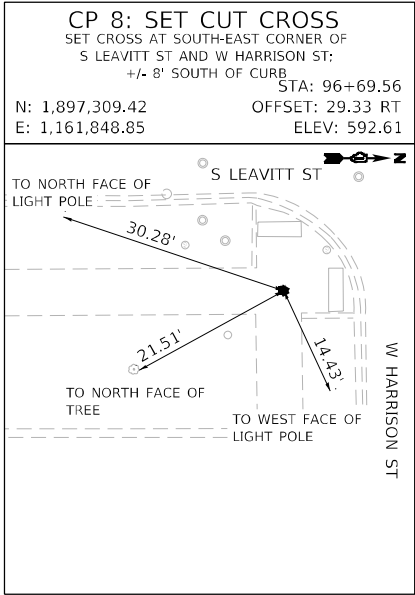 CP 8: SET CUT CROSS
SET CROSS AT SOUTH-EAST CORNER OF
S LEAVITT ST AND W HARRISON ST;
+/- 8' SOUTH OF CURB
STA: 96+69.56
N: 1,897,309.42 OFFSET: 29.33 RT
E: 1,161,848.85 ELEV: 592.61
N
S LEAVITT ST
TO NORTH FACE OF
LIGHT POLE
30.28'
21.51'
14.43'
TO NORTH FACE OF
TREE
TO WEST FACE OF
LIGHT POLE
W HARRISON ST